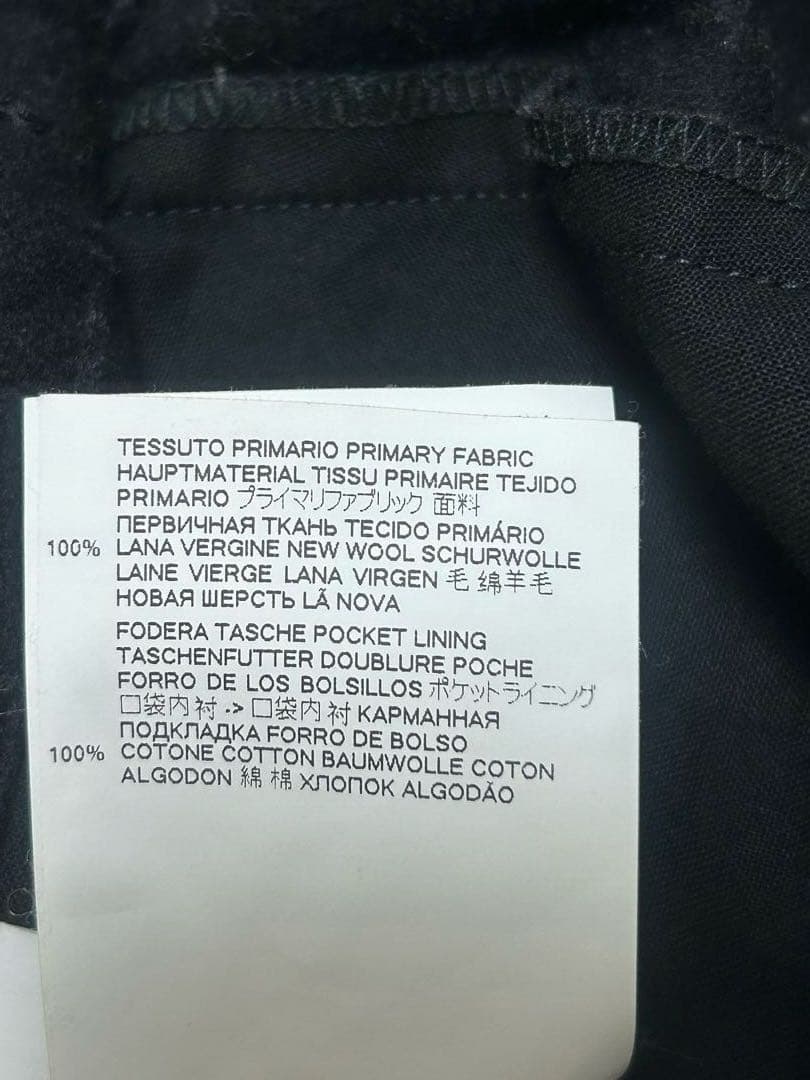 TESSUTO PRIMARIO PRIMARY FABRIC
HAUPTMATERIAL TISSU PRIMAIRE TEJIDO
PRIMARIO プライマリファブリック 面料
ПЕРВИЧНАЯ ТКАНЬ TECIDO PRIMÁRIO
100% LANA VERGINE NEW WOOL SCHURWOLLE
LAINE VIERGE LANA VIRGEN 毛 绵羊毛
НОВАЯ ШЕРСТЬ LÃ NOVA
FODERA TASCHE POCKET LINING
TASCHENFUTTER DOUBLURE POCHE
FORRO DE LOS BOLSILLOS ポケットライニング
口袋内衬 -> 口袋内衬 КАРМАННАЯ
ПОДКЛАДКА FORRO DE BOLSO
100% COTONE COTTON BAUMWOLLE COTON
ALGODON 綿 棉 ХЛОПОК ALGODÃO